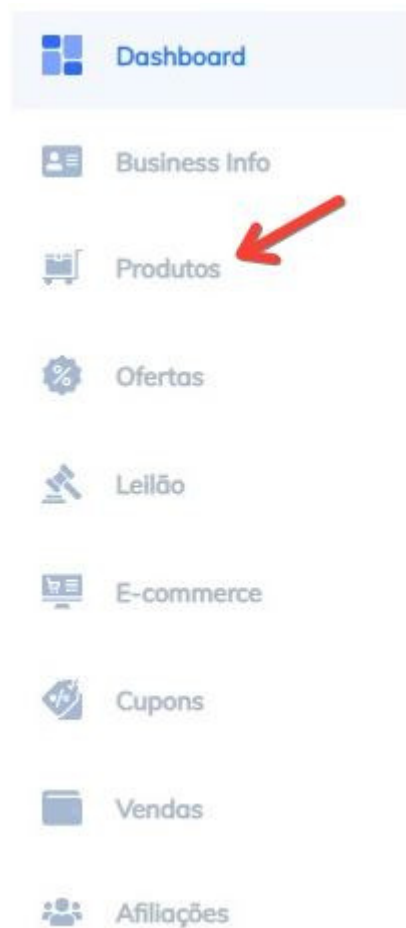 Dashboard
Business Info
Produtos
Ofertas
Leilão
E-commerce
Cupons
Vendas
Afiliações